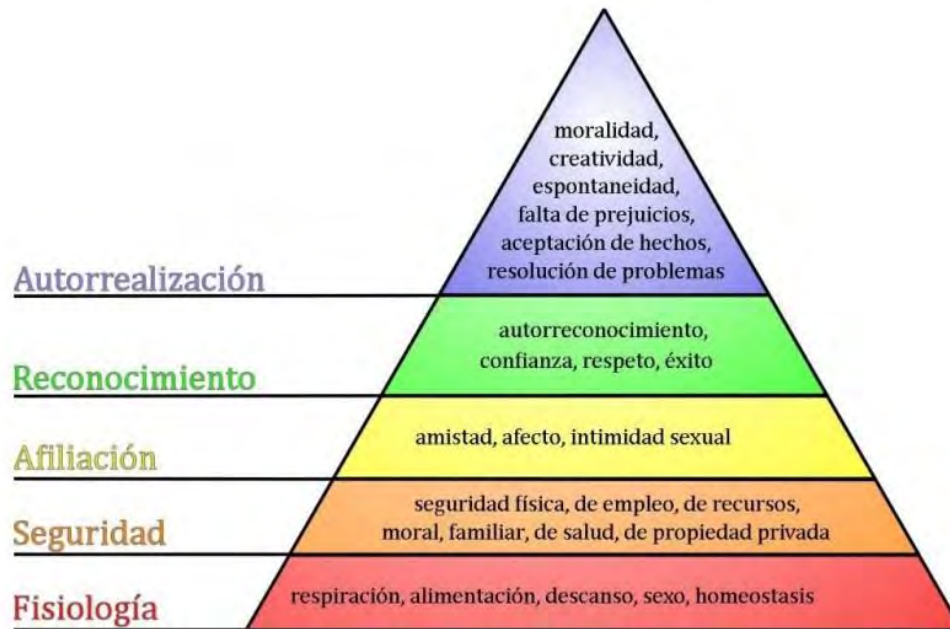 moralidad,
creatividad,
espontaneidad,
falta de prejuicios,
aceptación de hechos,
resolución de problemas
Autorrealización
autorreconocimiento,
confianza, respeto, éxito
Reconocimiento
amistad, afecto, intimidad sexual
Afiliación
seguridad física, de empleo, de recursos,
moral, familiar, de salud, de propiedad privada
Seguridad
respiración, alimentación, descanso, sexo, homeostasis
Fisiología